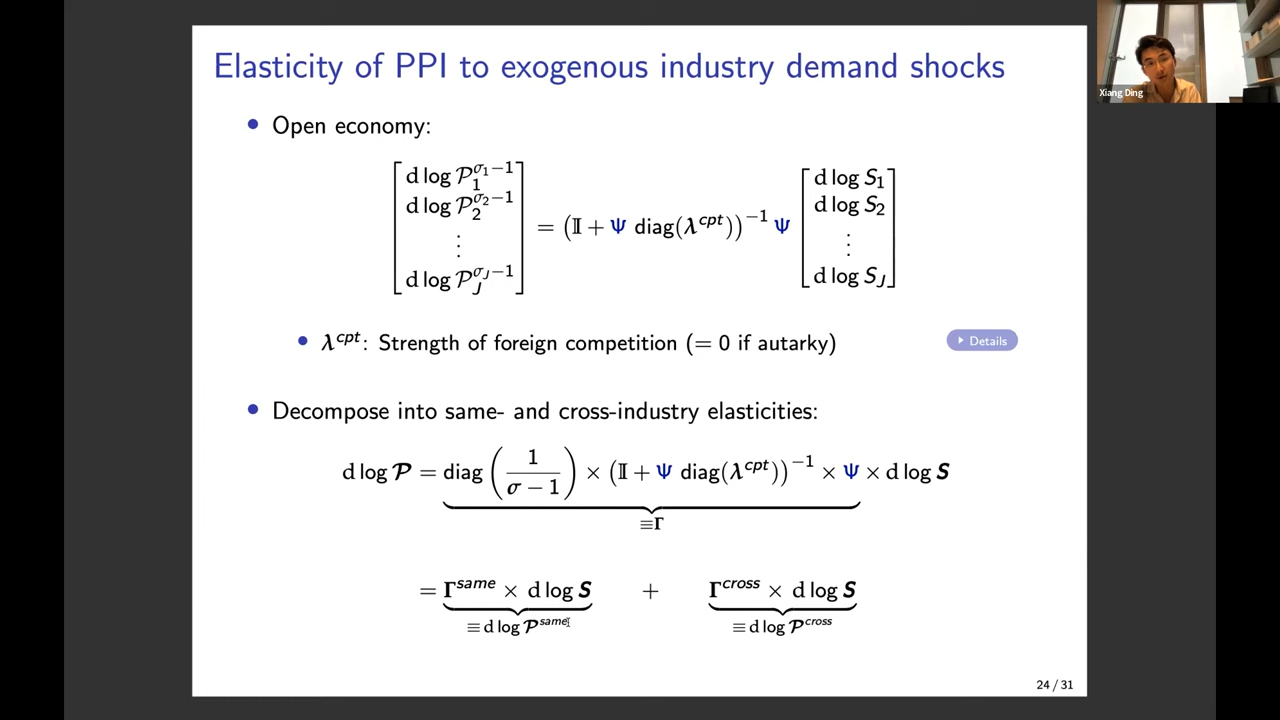 Elasticity of PPI to exogenous industry demand shocks
Xiang Ding
• Open economy:
[d log 𝒫₁^{σ₁−1}, d log 𝒫₂^{σ₂−1}, ⋮, d log 𝒫_J^{σ_J−1}] = (𝕀 + Ψ diag(λ^{cpt}))^{−1} Ψ [d log S₁, d log S₂, ⋮, d log S_J]
• λ^{cpt}: Strength of foreign competition (= 0 if autarky)
Details
• Decompose into same- and cross-industry elasticities:
d log 𝒫 = diag(1/(σ − 1)) × (𝕀 + Ψ diag(λ^{cpt}))^{−1} × Ψ × d log S
≡Γ
= Γ^{same} × d log S + Γ^{cross} × d log S
≡ d log 𝒫^{same} ≡ d log 𝒫^{cross}
24 / 31